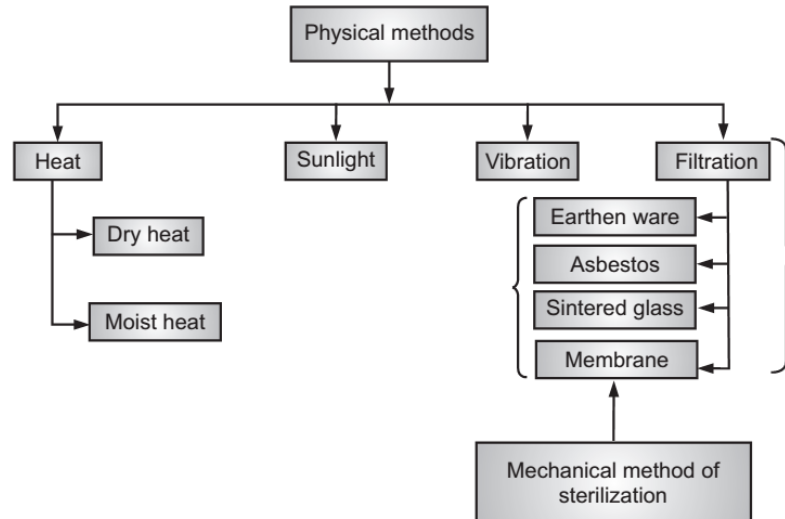 Physical methods
Heat
Sunlight
Vibration
Filtration
Dry heat
Moist heat
Earthen ware
Asbestos
Sintered glass
Membrane
Mechanical method of
sterilization